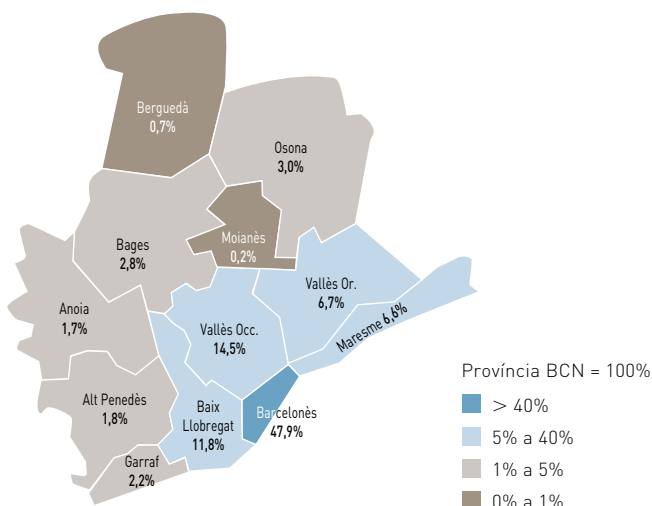 Berguedà
0,7%
Osona
3,0%
Moianès
0,2%
Bages
2,8%
Vallès Or.
6,7%
Maresme 6,6%
Anoia
1,7%
Vallès Occ.
14,5%
Alt Penedès
1,8%
Baix
Llobregat
11,8%
Barcelonès
47,9%
Garraf
2,2%
Província BCN = 100%
> 40%
5% a 40%
1% a 5%
0% a 1%